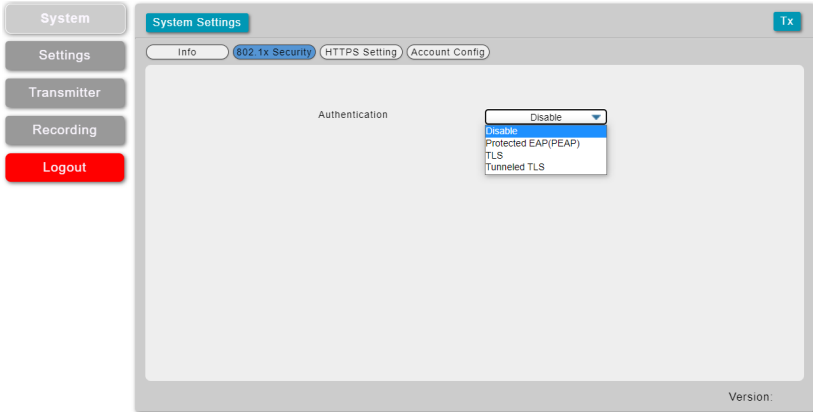 System
Settings
Transmitter
Recording
Logout
System Settings
Tx
Info 802.1x Security HTTPS Setting Account Config
Authentication
Disable
Disable
Protected EAP(PEAP)
TLS
Tunneled TLS
Version: